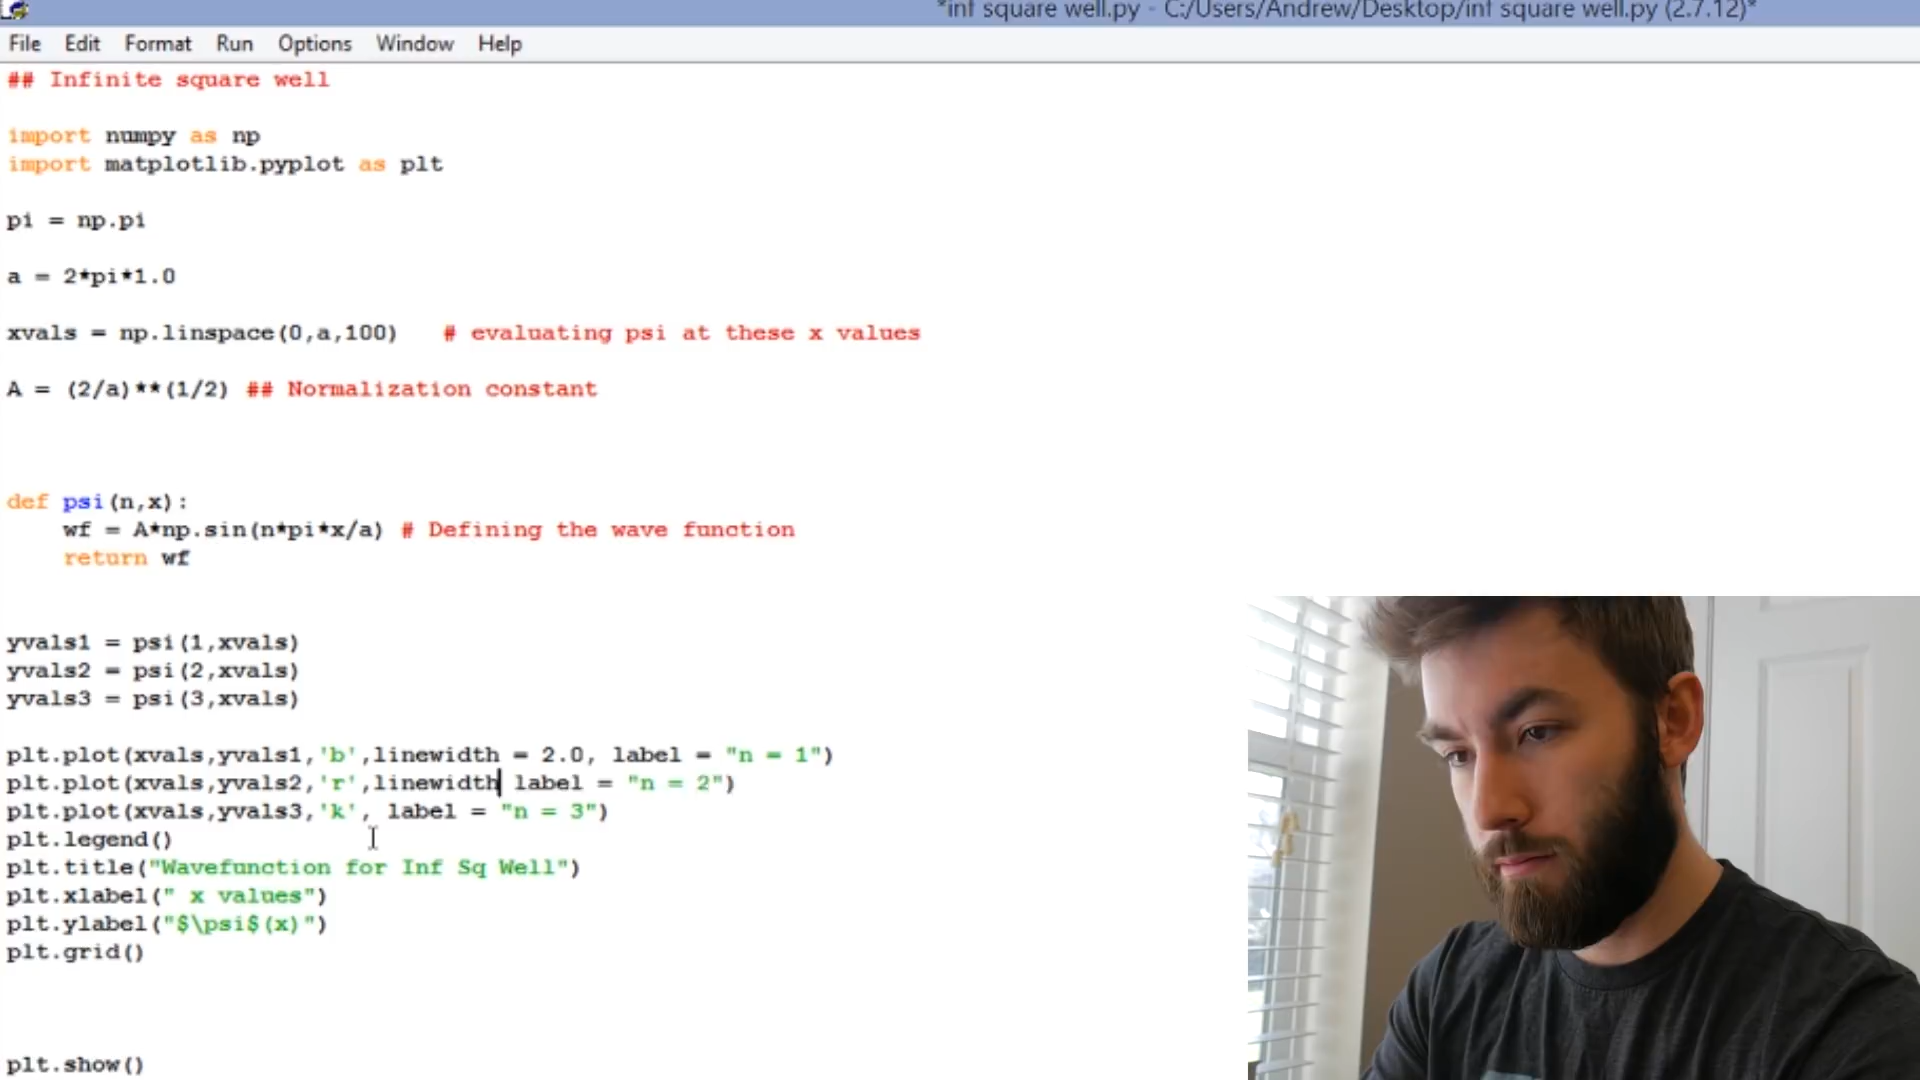 *inf square well.py - C:/Users/Andrew/Desktop/inf square well.py (2.7.12)*
File Edit Format Run Options Window Help
## Infinite square well
import numpy as np
import matplotlib.pyplot as plt
pi = np.pi
a = 2*pi*1.0
xvals = np.linspace(0,a,100) # evaluating psi at these x values
A = (2/a)**(1/2) ## Normalization constant
def psi(n,x):
wf = A*np.sin(n*pi*x/a) # Defining the wave function
return wf
yvals1 = psi(1,xvals)
yvals2 = psi(2,xvals)
yvals3 = psi(3,xvals)
plt.plot(xvals,yvals1,'b',linewidth = 2.0, label = "n = 1")
plt.plot(xvals,yvals2,'r',linewidth label = "n = 2")
plt.plot(xvals,yvals3,'k', label = "n = 3")
plt.legend()
plt.title("Wavefunction for Inf Sq Well")
plt.xlabel(" x values")
plt.ylabel("$\psi$(x)")
plt.grid()
plt.show()